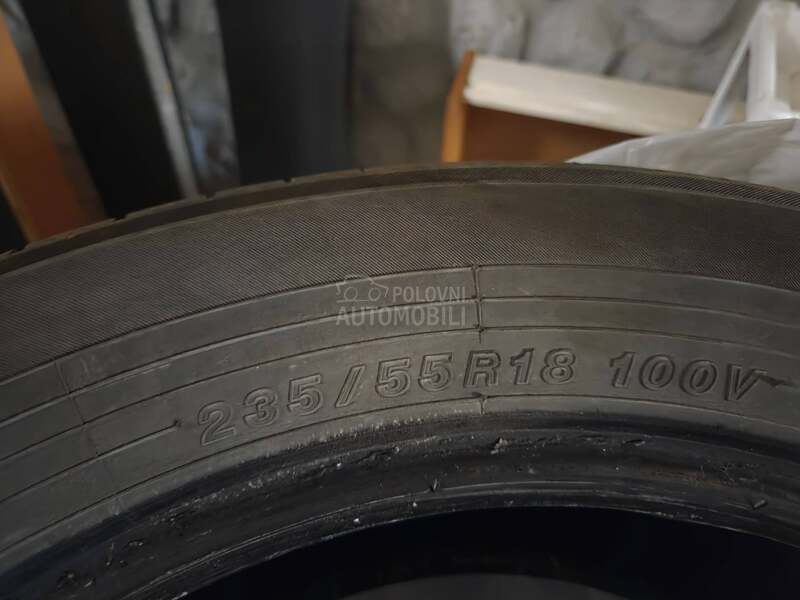 POLOVNI
AUTOMOBILI
235/55R18 100V